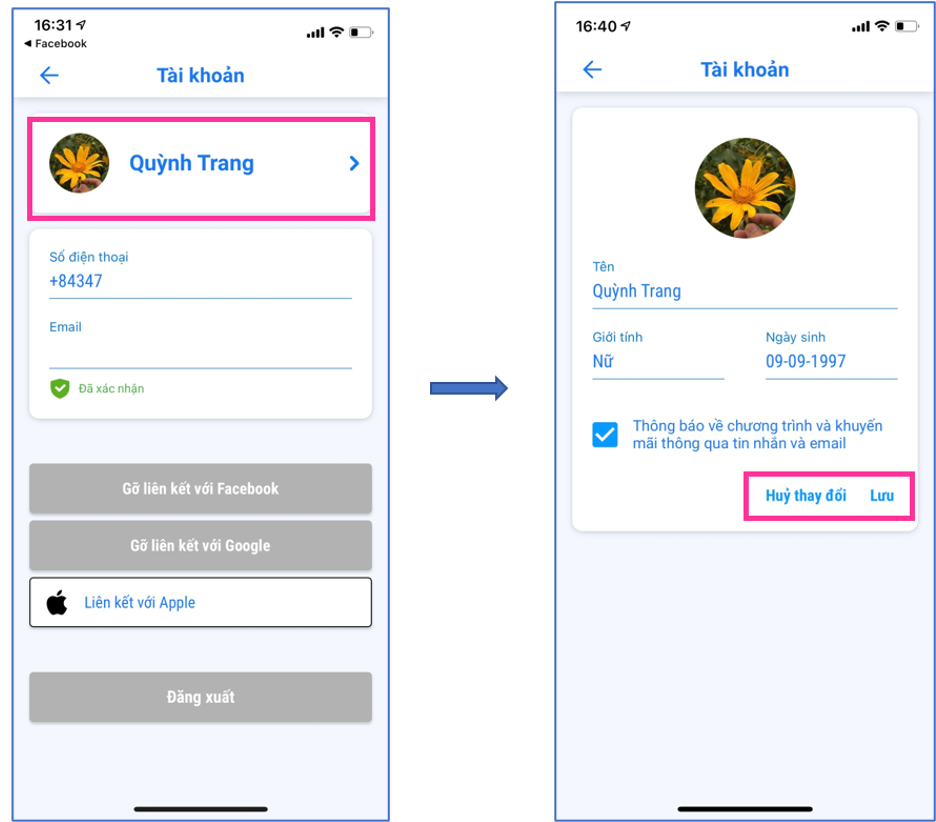 16:31
◀ Facebook
Tài khoản
Quỳnh Trang
Số điện thoại
+84347
Email
Đã xác nhận
Gỡ liên kết với Facebook
Gỡ liên kết với Google
Liên kết với Apple
Đăng xuất
16:40
Tài khoản
Tên
Quỳnh Trang
Giới tính
Ngày sinh
Nữ
09-09-1997
Thông báo về chương trình và khuyến
mãi thông qua tin nhắn và email
Huỷ thay đổi
Lưu